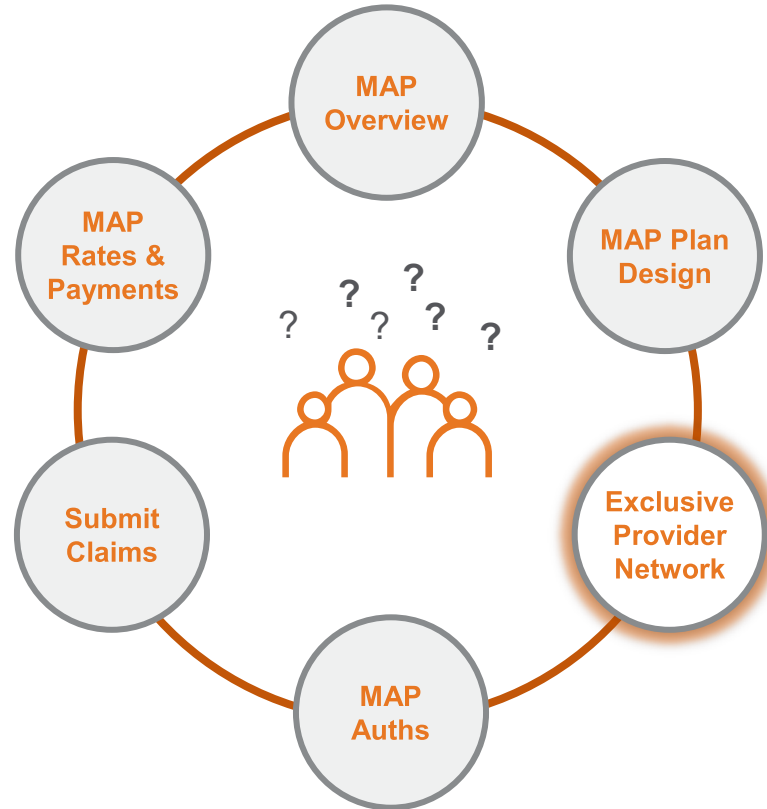 MAP
Overview
MAP
Rates &
Payments
MAP Plan
Design
? ? ? ? ? ?
Submit
Claims
Exclusive
Provider
Network
MAP
Auths